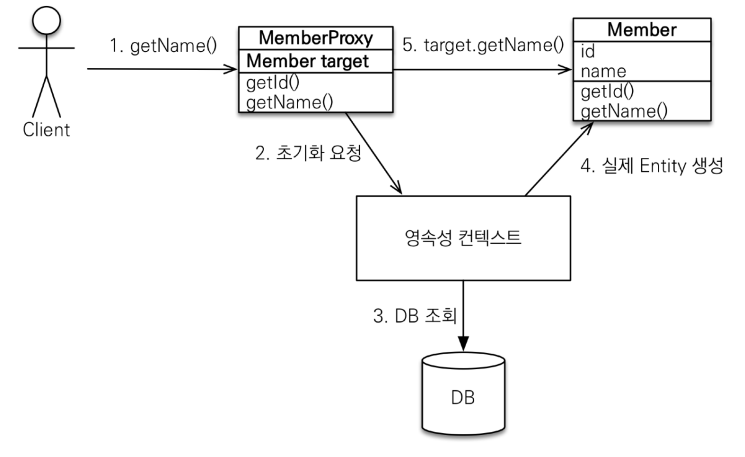 1. getName()
MemberProxy
Member target
getId()
getName()
5. target.getName()
Member
id
name
getId()
getName()
Client
2. 초기화 요청
4. 실제 Entity 생성
영속성 컨텍스트
3. DB 조회
DB